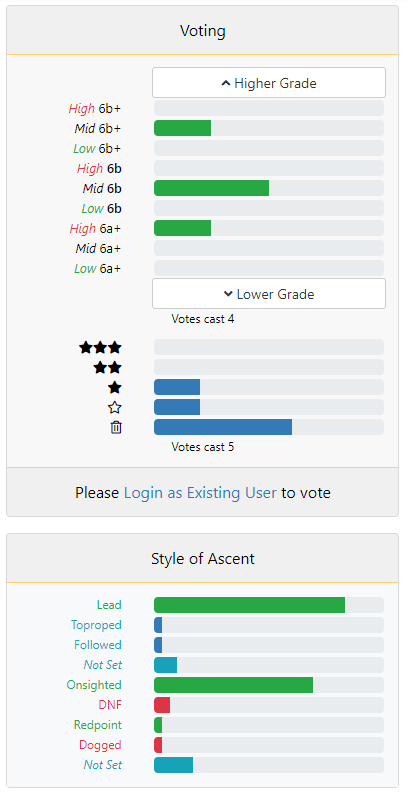 Voting
Higher Grade
High 6b+
Mid 6b+
Low 6b+
High 6b
Mid 6b
Low 6b
High 6a+
Mid 6a+
Low 6a+
Lower Grade
Votes cast 4
Votes cast 5
Please Login as Existing User to vote
Style of Ascent
Lead
Toproped
Followed
Not Set
Onsighted
DNF
Redpoint
Dogged
Not Set